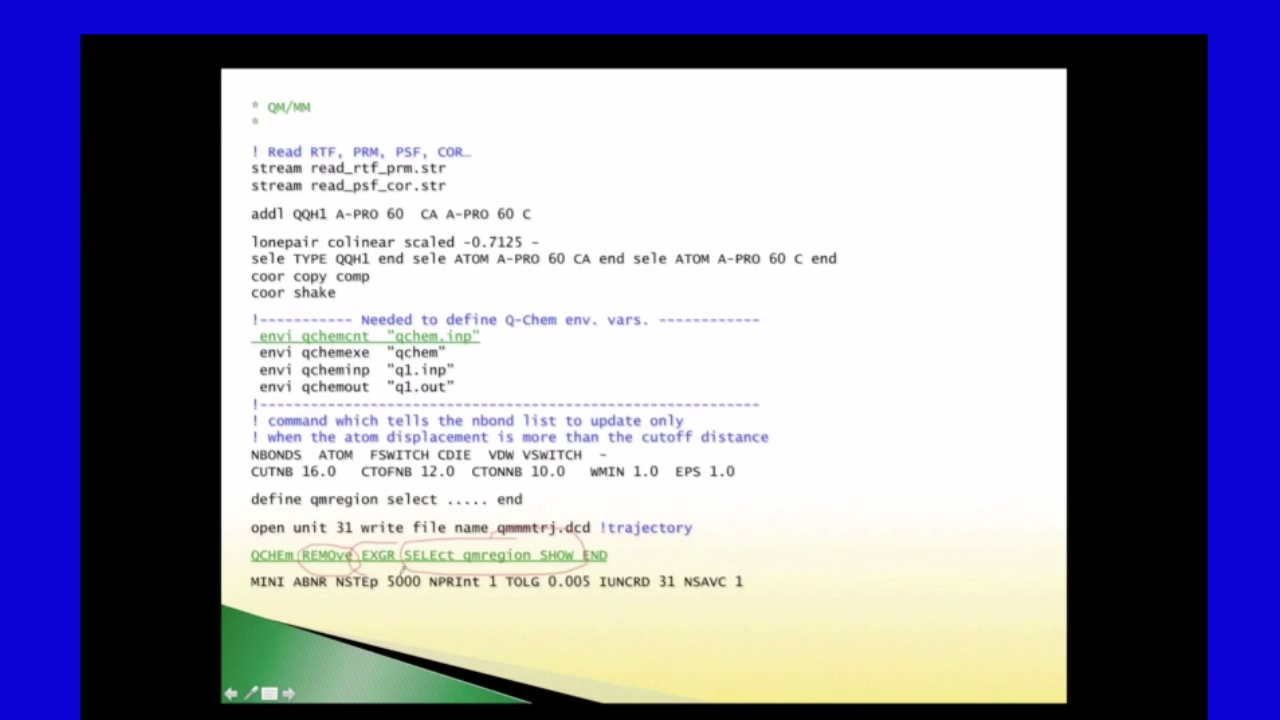 * QM/MM
*
! Read RTF, PRM, PSF, COR…
stream read_rtf_prm.str
stream read_psf_cor.str
addl QQH1 A-PRO 60  CA A-PRO 60 C
lonepair colinear scaled -0.7125 -
sele TYPE QQH1 end sele ATOM A-PRO 60 CA end sele ATOM A-PRO 60 C end
coor copy comp
coor shake
!----------- Needed to define Q-Chem env. vars. ------------
envi qchemcnt  "qchem.inp"
envi qchemexe  "qchem"
envi qcheminp  "q1.inp"
envi qchemout  "q1.out"
!-----------------------------------------------------------
! command which tells the nbond list to update only
! when the atom displacement is more than the cutoff distance
NBONDS  ATOM  FSWITCH CDIE  VDW VSWITCH  -
CUTNB 16.0   CTOFNB 12.0  CTONNB 10.0   WMIN 1.0  EPS 1.0
define qmregion select ..... end
open unit 31 write file name qmmmtrj.dcd !trajectory
QCHEm REMOve EXGR SELEct qmregion SHOW END
MINI ABNR NSTEp 5000 NPRInt 1 TOLG 0.005 IUNCRD 31 NSAVC 1